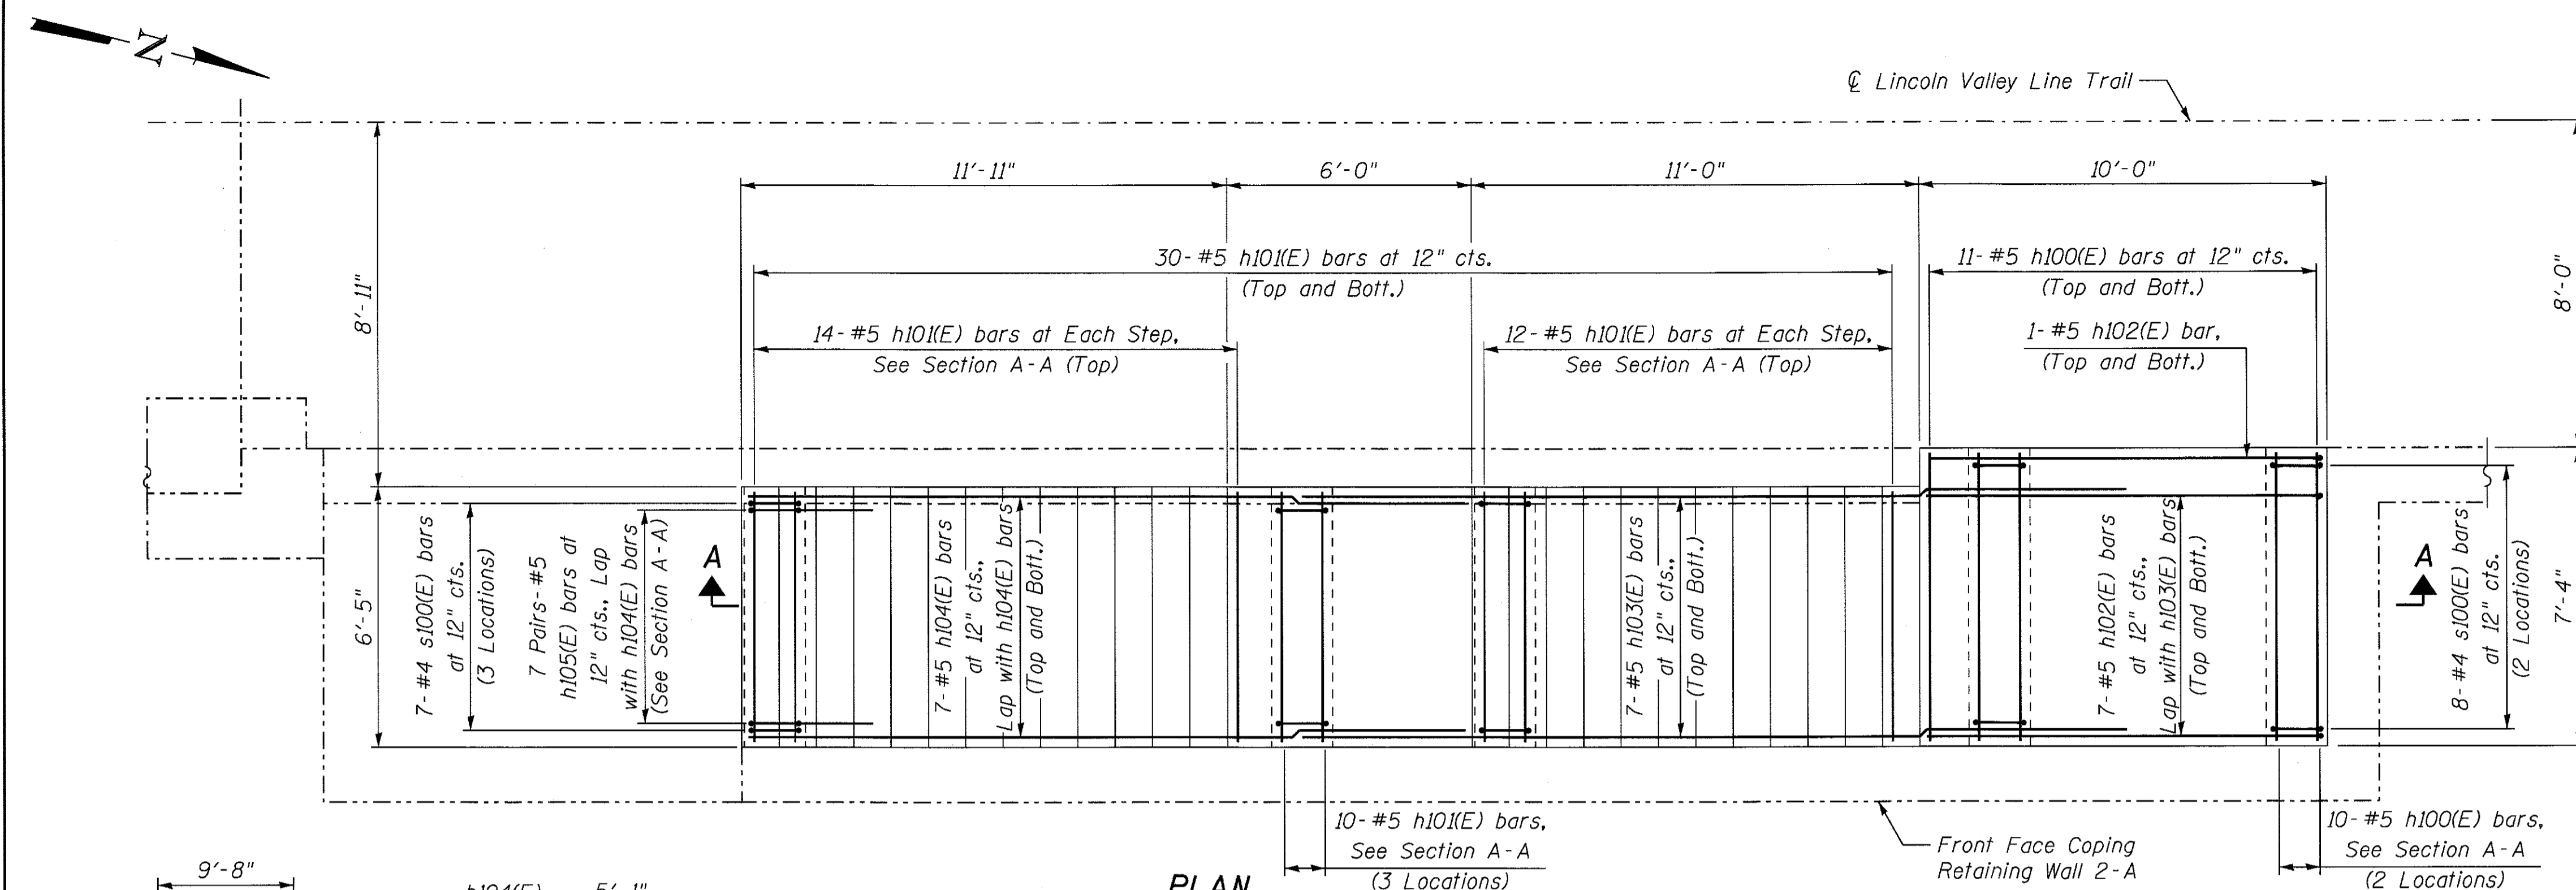 N
℄ Lincoln Valley Line Trail
11'-11"
6'-0"
11'-0"
10'-0"
8'-11"
8'-0"
30-#5 h101(E) bars at 12" cts.
(Top and Bott.)
11-#5 h100(E) bars at 12" cts.
(Top and Bott.)
14-#5 h101(E) bars at Each Step,
See Section A-A (Top)
12-#5 h101(E) bars at Each Step,
See Section A-A (Top)
1-#5 h102(E) bar,
(Top and Bott.)
6'-5"
7-#4 s100(E) bars
at 12" cts.
(3 Locations)
7 Pairs-#5
h105(E) bars at
12" cts., Lap
with h104(E) bars
(See Section A-A)
A
7-#5 h104(E) bars
at 12" cts.,
Lap with h104(E) bars
(Top and Bott.)
7-#5 h103(E) bars
at 12" cts.,
(Top and Bott.)
7-#5 h102(E) bars
at 12" cts.,
Lap with h103(E) bars
(Top and Bott.)
A
8-#4 s100(E) bars
at 12" cts.
(2 Locations)
7'-4"
10-#5 h101(E) bars,
See Section A-A
(3 Locations)
Front Face Coping
Retaining Wall 2-A
10-#5 h100(E) bars,
See Section A-A
(2 Locations)
9'-8"
h104(E)
5'-1"
PLAN